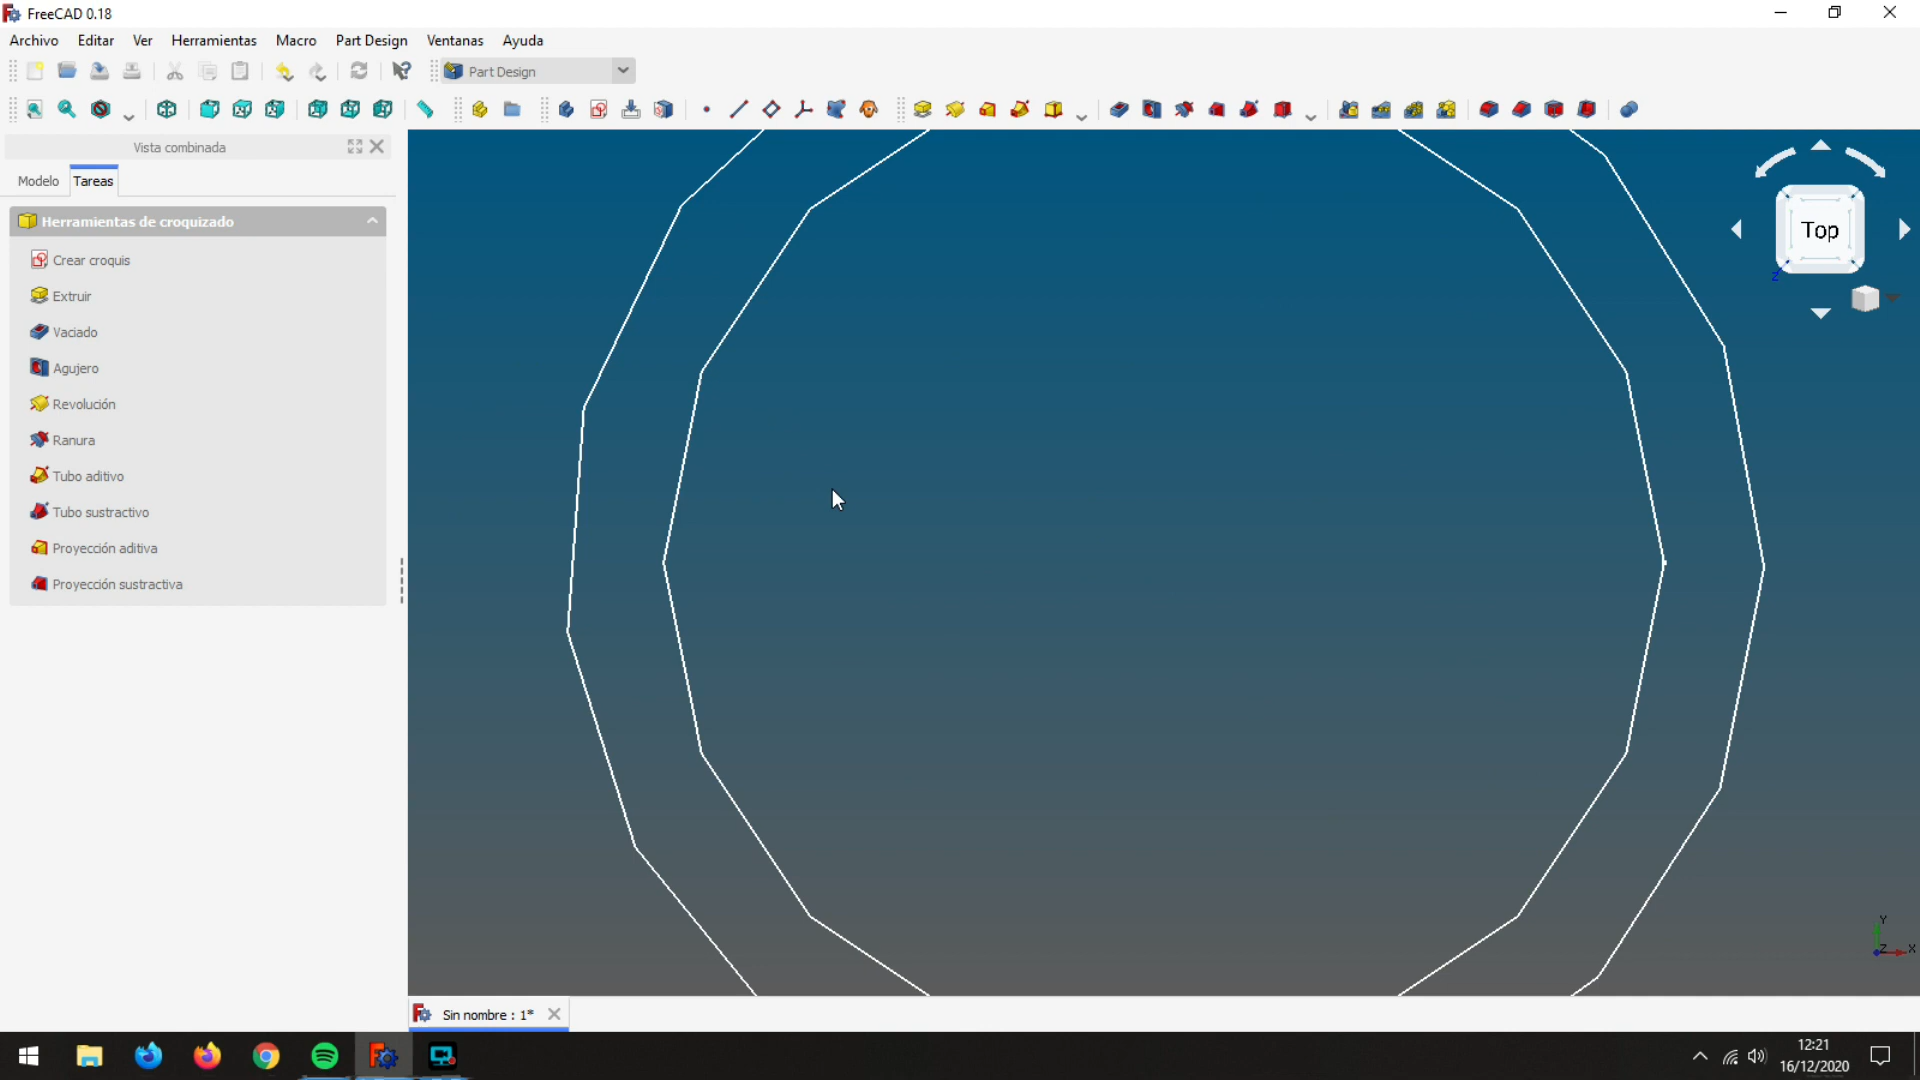 FreeCAD 0.18
Archivo Editar Ver Herramientas Macro Part Design Ventanas Ayuda
Part Design
Vista combinada
Modelo Tareas
Herramientas de croquizado
Crear croquis
Extruir
Vaciado
Agujero
Revolución
Ranura
Tubo aditivo
Tubo sustractivo
Proyección aditiva
Proyección sustractiva
Top
Z
Y
Z X
Sin nombre : 1*
12:21
16/12/2020